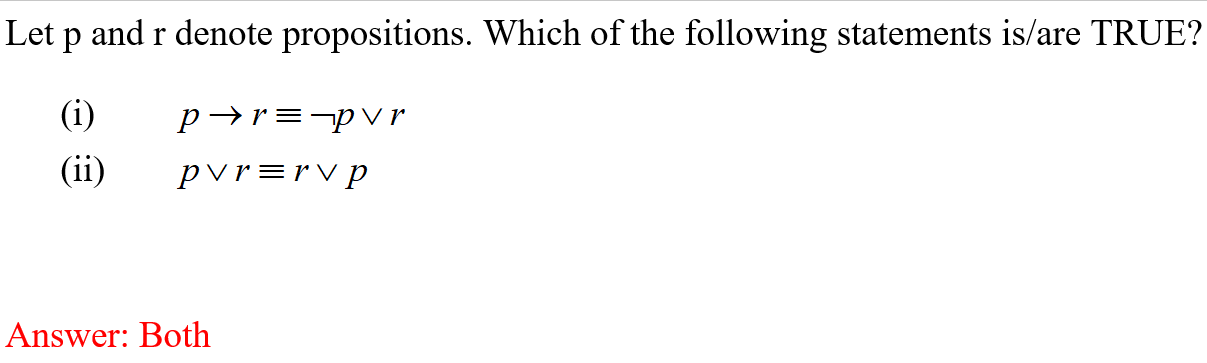 Let p and r denote propositions. Which of the following statements is/are TRUE?
(i) p → r ≡ ¬p ∨ r
(ii) p ∨ r ≡ r ∨ p
Answer: Both